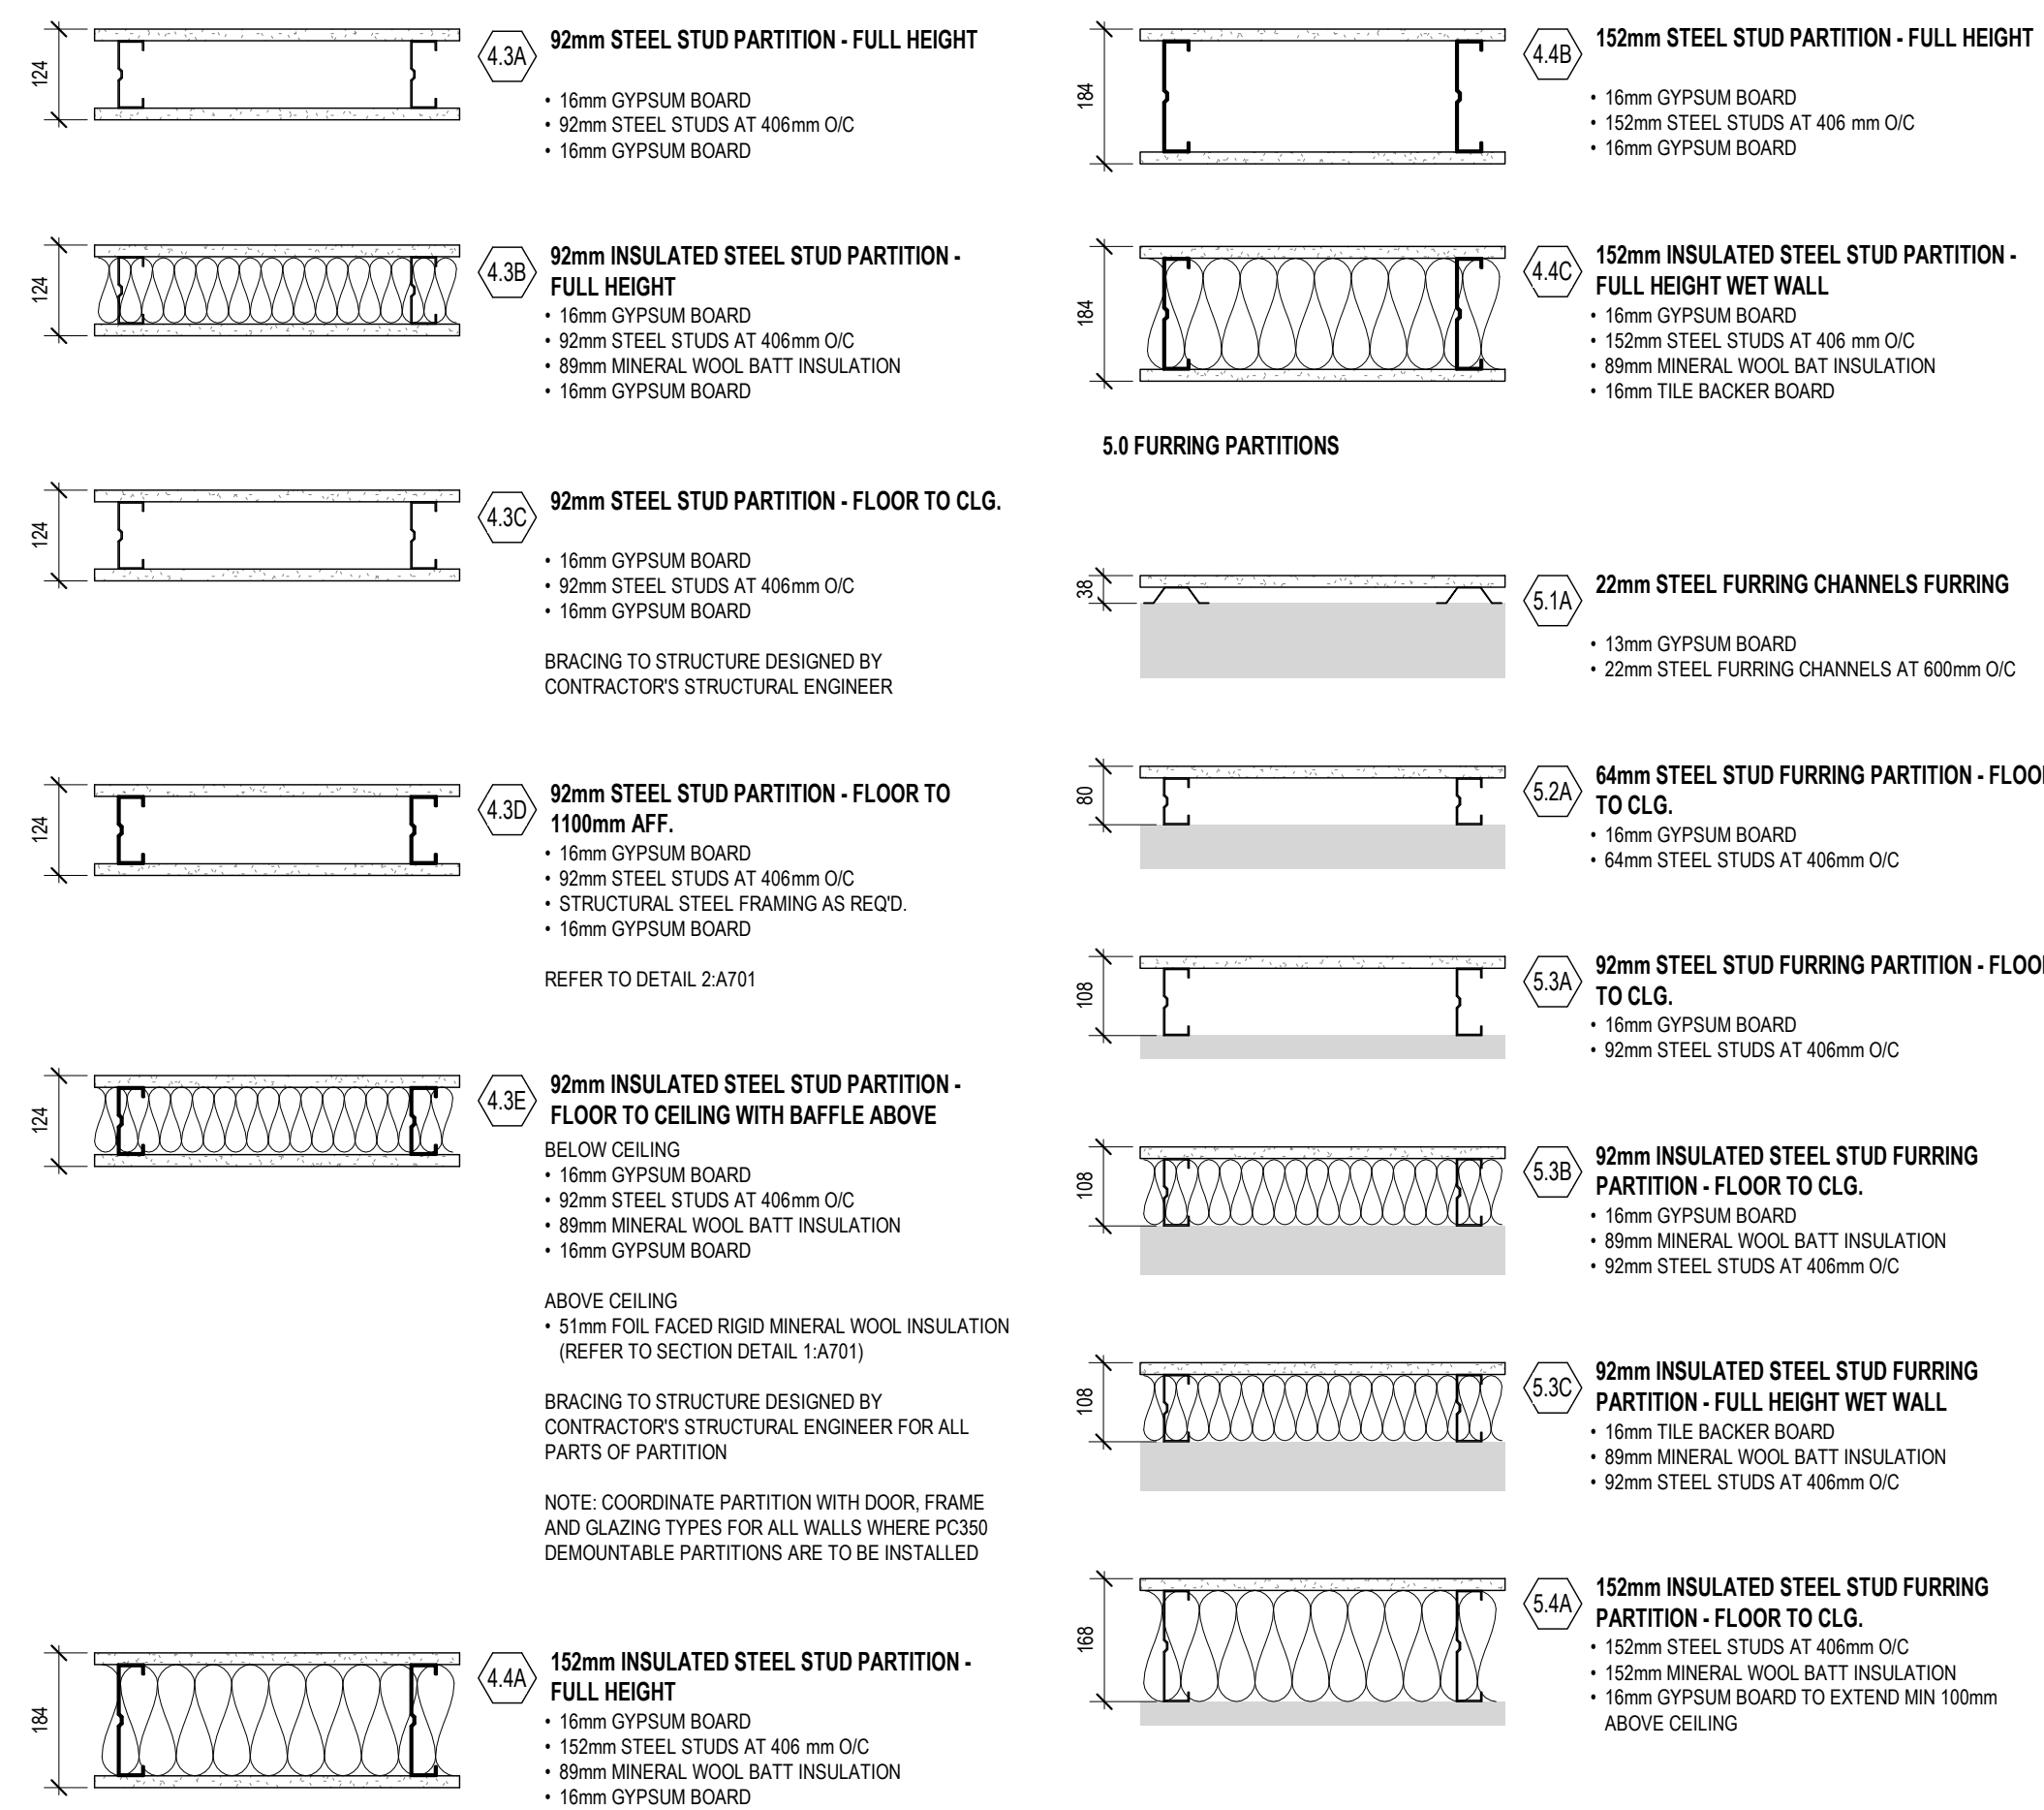 124
4.3A
92mm STEEL STUD PARTITION - FULL HEIGHT
• 16mm GYPSUM BOARD
• 92mm STEEL STUDS AT 406mm O/C
• 16mm GYPSUM BOARD
124
4.3B
92mm INSULATED STEEL STUD PARTITION -
FULL HEIGHT
• 16mm GYPSUM BOARD
• 92mm STEEL STUDS AT 406mm O/C
• 89mm MINERAL WOOL BATT INSULATION
• 16mm GYPSUM BOARD
124
4.3C
92mm STEEL STUD PARTITION - FLOOR TO CLG.
• 16mm GYPSUM BOARD
• 92mm STEEL STUDS AT 406mm O/C
• 16mm GYPSUM BOARD
BRACING TO STRUCTURE DESIGNED BY
CONTRACTOR'S STRUCTURAL ENGINEER
124
4.3D
92mm STEEL STUD PARTITION - FLOOR TO
1100mm AFF.
• 16mm GYPSUM BOARD
• 92mm STEEL STUDS AT 406mm O/C
• STRUCTURAL STEEL FRAMING AS REQ'D.
• 16mm GYPSUM BOARD
REFER TO DETAIL 2:A701
124
4.3E
92mm INSULATED STEEL STUD PARTITION -
FLOOR TO CEILING WITH BAFFLE ABOVE
BELOW CEILING
• 16mm GYPSUM BOARD
• 92mm STEEL STUDS AT 406mm O/C
• 89mm MINERAL WOOL BATT INSULATION
• 16mm GYPSUM BOARD
ABOVE CEILING
• 51mm FOIL FACED RIGID MINERAL WOOL INSULATION
(REFER TO SECTION DETAIL 1:A701)
BRACING TO STRUCTURE DESIGNED BY
CONTRACTOR'S STRUCTURAL ENGINEER FOR ALL
PARTS OF PARTITION
NOTE: COORDINATE PARTITION WITH DOOR, FRAME
AND GLAZING TYPES FOR ALL WALLS WHERE PC350
DEMOUNTABLE PARTITIONS ARE TO BE INSTALLED
184
4.4A
152mm INSULATED STEEL STUD PARTITION -
FULL HEIGHT
• 16mm GYPSUM BOARD
• 152mm STEEL STUDS AT 406 mm O/C
• 89mm MINERAL WOOL BATT INSULATION
• 16mm GYPSUM BOARD
184
4.4B
152mm STEEL STUD PARTITION - FULL HEIGHT
• 16mm GYPSUM BOARD
• 152mm STEEL STUDS AT 406 mm O/C
• 16mm GYPSUM BOARD
184
4.4C
152mm INSULATED STEEL STUD PARTITION -
FULL HEIGHT WET WALL
• 16mm GYPSUM BOARD
• 152mm STEEL STUDS AT 406 mm O/C
• 89mm MINERAL WOOL BAT INSULATION
• 16mm TILE BACKER BOARD
5.0 FURRING PARTITIONS
38
5.1A
22mm STEEL FURRING CHANNELS FURRING
• 13mm GYPSUM BOARD
• 22mm STEEL FURRING CHANNELS AT 600mm O/C
80
5.2A
64mm STEEL STUD FURRING PARTITION - FLOO
TO CLG.
• 16mm GYPSUM BOARD
• 64mm STEEL STUDS AT 406mm O/C
108
5.3A
92mm STEEL STUD FURRING PARTITION - FLOO
TO CLG.
• 16mm GYPSUM BOARD
• 92mm STEEL STUDS AT 406mm O/C
108
5.3B
92mm INSULATED STEEL STUD FURRING
PARTITION - FLOOR TO CLG.
• 16mm GYPSUM BOARD
• 89mm MINERAL WOOL BATT INSULATION
• 92mm STEEL STUDS AT 406mm O/C
108
5.3C
92mm INSULATED STEEL STUD FURRING
PARTITION - FULL HEIGHT WET WALL
• 16mm TILE BACKER BOARD
• 89mm MINERAL WOOL BATT INSULATION
• 92mm STEEL STUDS AT 406mm O/C
168
5.4A
152mm INSULATED STEEL STUD FURRING
PARTITION - FLOOR TO CLG.
• 152mm STEEL STUDS AT 406mm O/C
• 152mm MINERAL WOOL BATT INSULATION
• 16mm GYPSUM BOARD TO EXTEND MIN 100mm
ABOVE CEILING